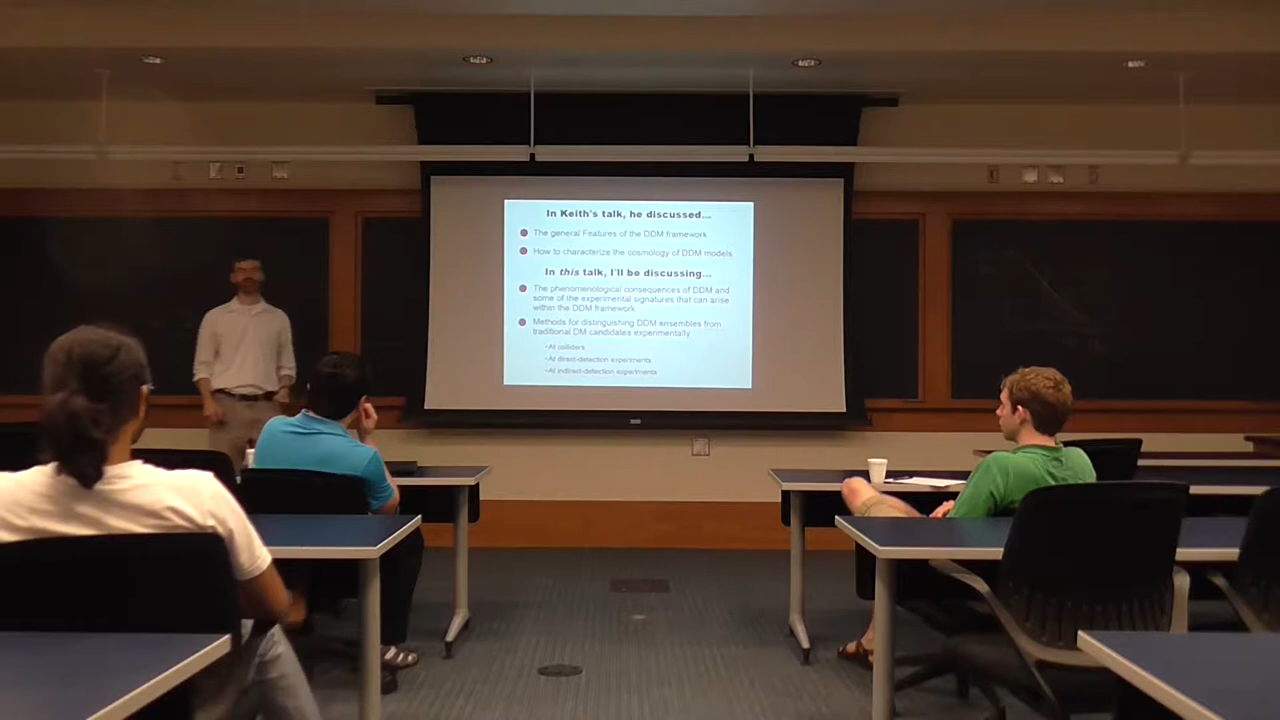 In Keith's talk, he discussed...
The general Features of the DDM framework
How to characterize the cosmology of DDM models
In this talk, I'll be discussing...
The phenomenological consequences of DDM and
some of the experimental signatures that can arise
within the DDM framework
Methods for distinguishing DDM ensembles from
traditional DM candidates experimentally
•At colliders
•At direct-detection experiments
•At indirect-detection experiments